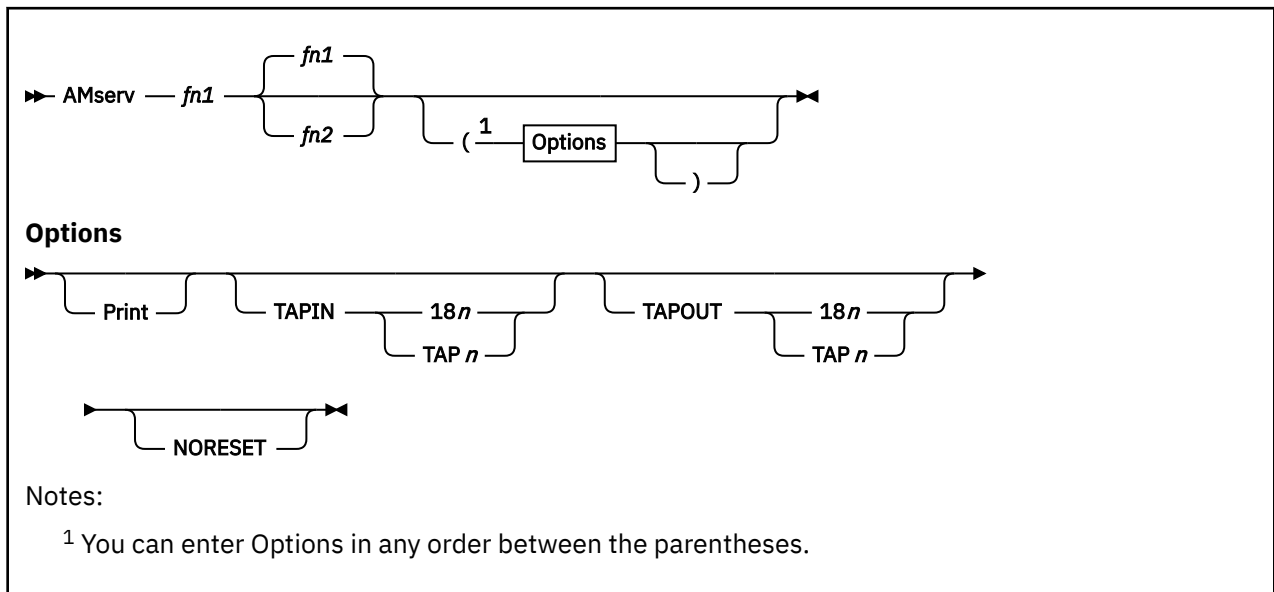 fn1
AMserv fn1
fn2
( 1 Options
)
Options
Print TAPIN 18n TAPOUT 18n
TAP n TAP n
NORESET
Notes:
1 You can enter Options in any order between the parentheses.